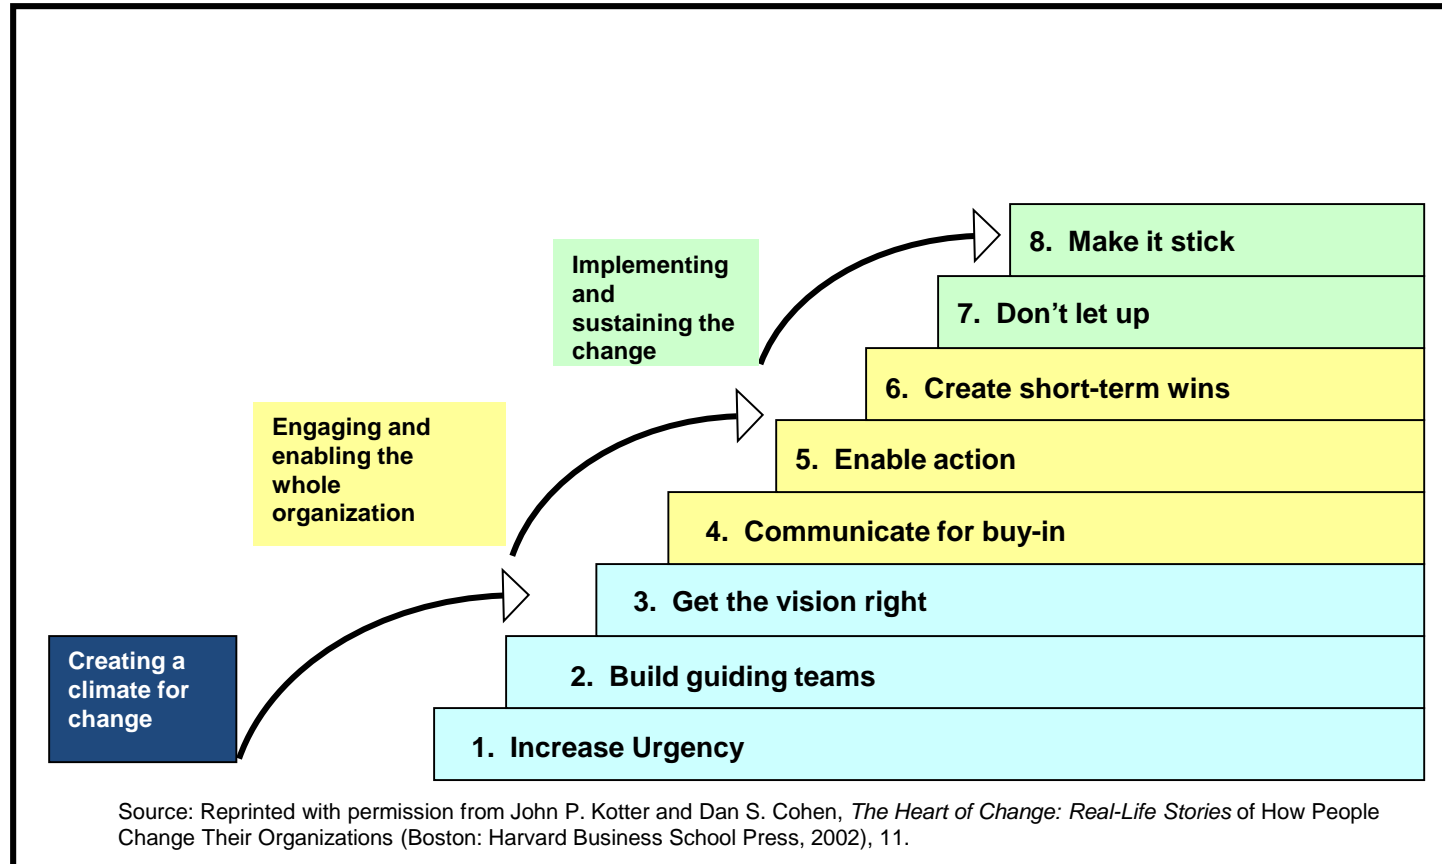 8. Make it stick
Implementing
and
sustaining the
change
7. Don’t let up
6. Create short-term wins
Engaging and
enabling the
whole
organization
5. Enable action
4. Communicate for buy-in
3. Get the vision right
Creating a
climate for
change
2. Build guiding teams
1. Increase Urgency
Source: Reprinted with permission from John P. Kotter and Dan S. Cohen, The Heart of Change: Real-Life Stories of How People
Change Their Organizations (Boston: Harvard Business School Press, 2002), 11.